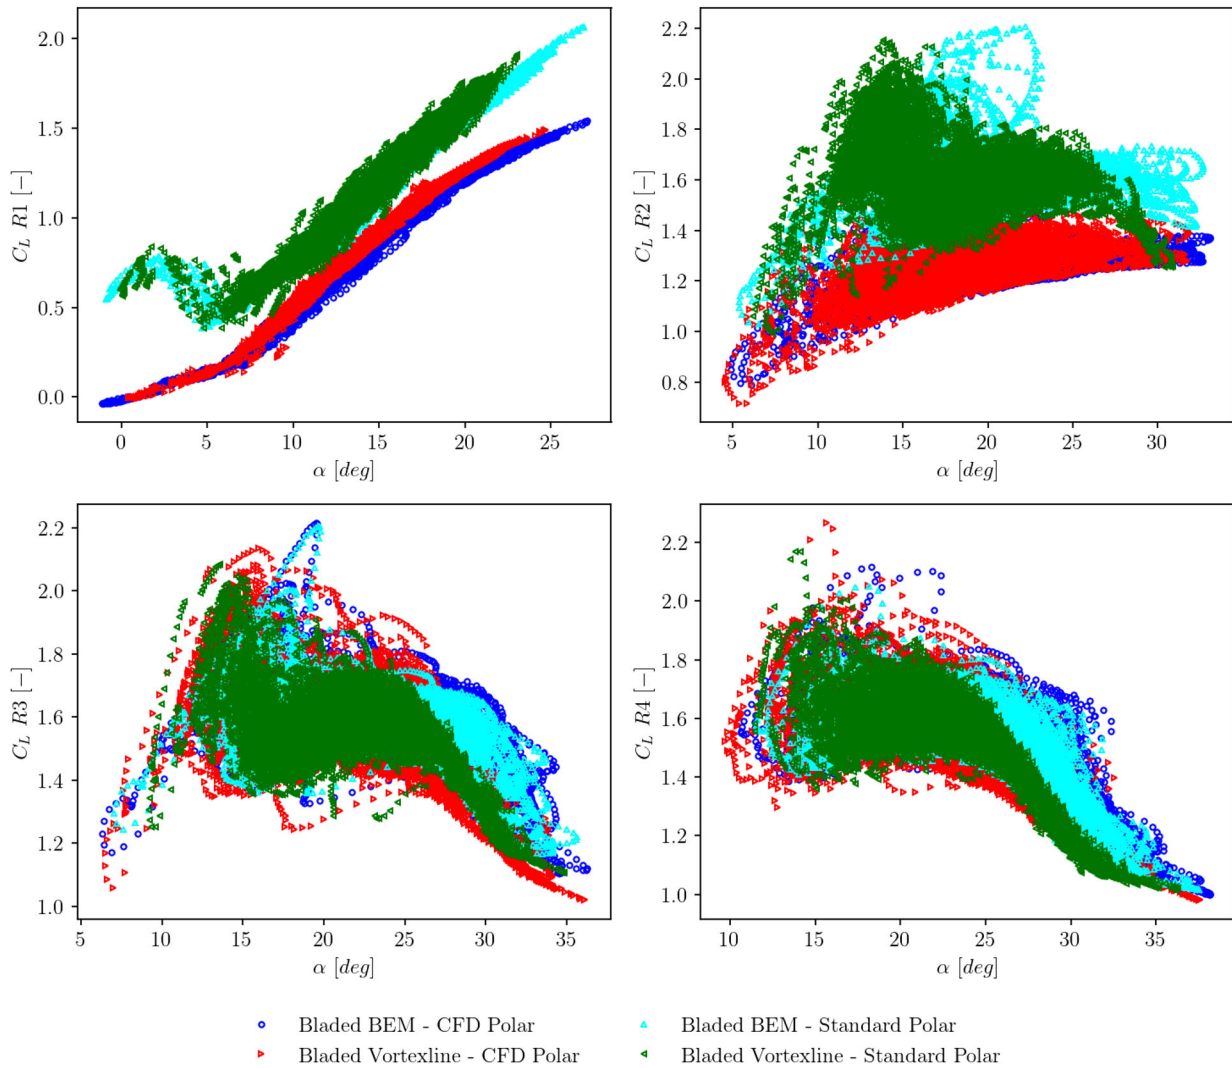 2.0
1.5
1.0
0.5
0.0
C_L R1 [−]
0 5 10 15 20 25
α [deg]
2.2
2.0
1.8
1.6
1.4
1.2
1.0
0.8
C_L R2 [−]
5 10 15 20 25 30
α [deg]
2.2
2.0
1.8
1.6
1.4
1.2
1.0
C_L R3 [−]
5 10 15 20 25 30 35
α [deg]
2.2
2.0
1.8
1.6
1.4
1.2
1.0
C_L R4 [−]
10 15 20 25 30 35
α [deg]
Bladed BEM - CFD Polar
Bladed Vortexline - CFD Polar
Bladed BEM - Standard Polar
Bladed Vortexline - Standard Polar